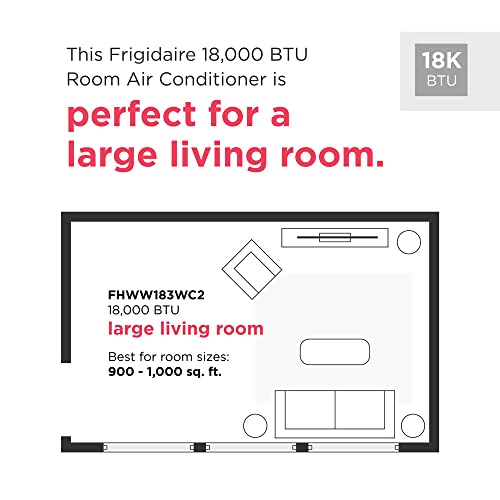 This Frigidaire 18,000 BTU
Room Air Conditioner is
perfect for a
large living room.
18K
BTU
FHWW183WC2
18,000 BTU
large living room
Best for room sizes:
900 - 1,000 sq. ft.